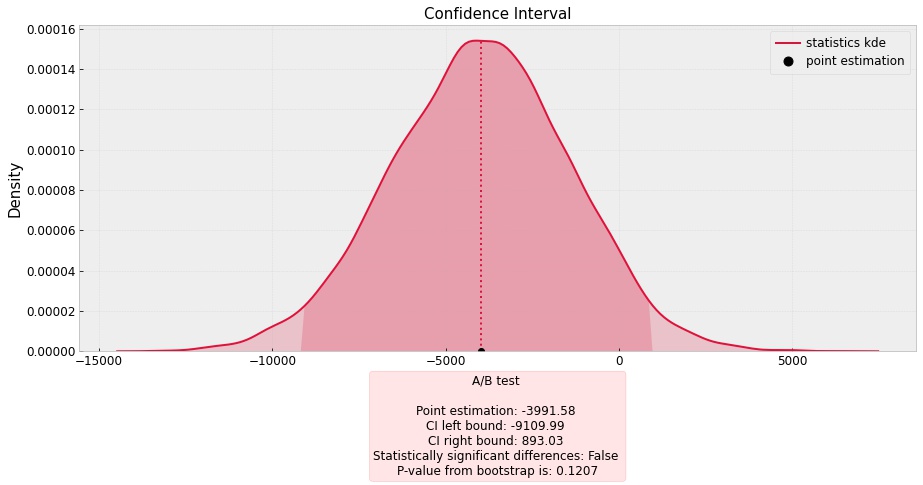 Confidence Interval
0.00016
0.00014
0.00012
0.00010
0.00008
0.00006
0.00004
0.00002
0.00000
Density
statistics kde
point estimation
−15000 −10000 −5000 0 5000
A/B test
Point estimation: -3991.58
CI left bound: -9109.99
CI right bound: 893.03
Statistically significant differences: False
P-value from bootstrap is: 0.1207